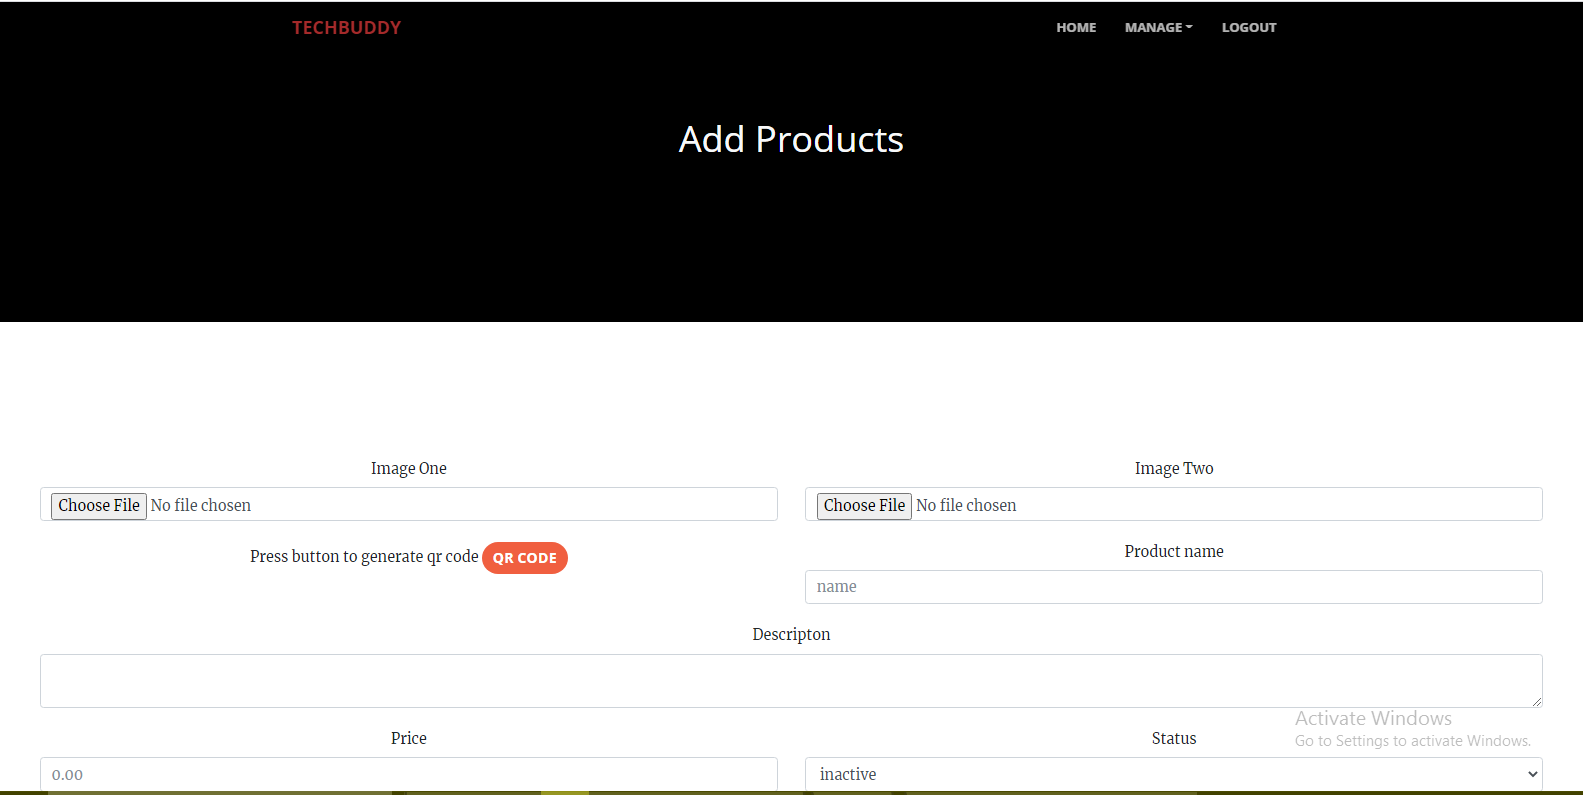 TECHBUDDY HOME MANAGE LOGOUT
Add Products
Image One Image Two
Choose File No file chosen Choose File No file chosen
Press button to generate qr code QR CODE Product name
name
Descripton
Price Status
0.00 inactive
Activate Windows
Go to Settings to activate Windows.